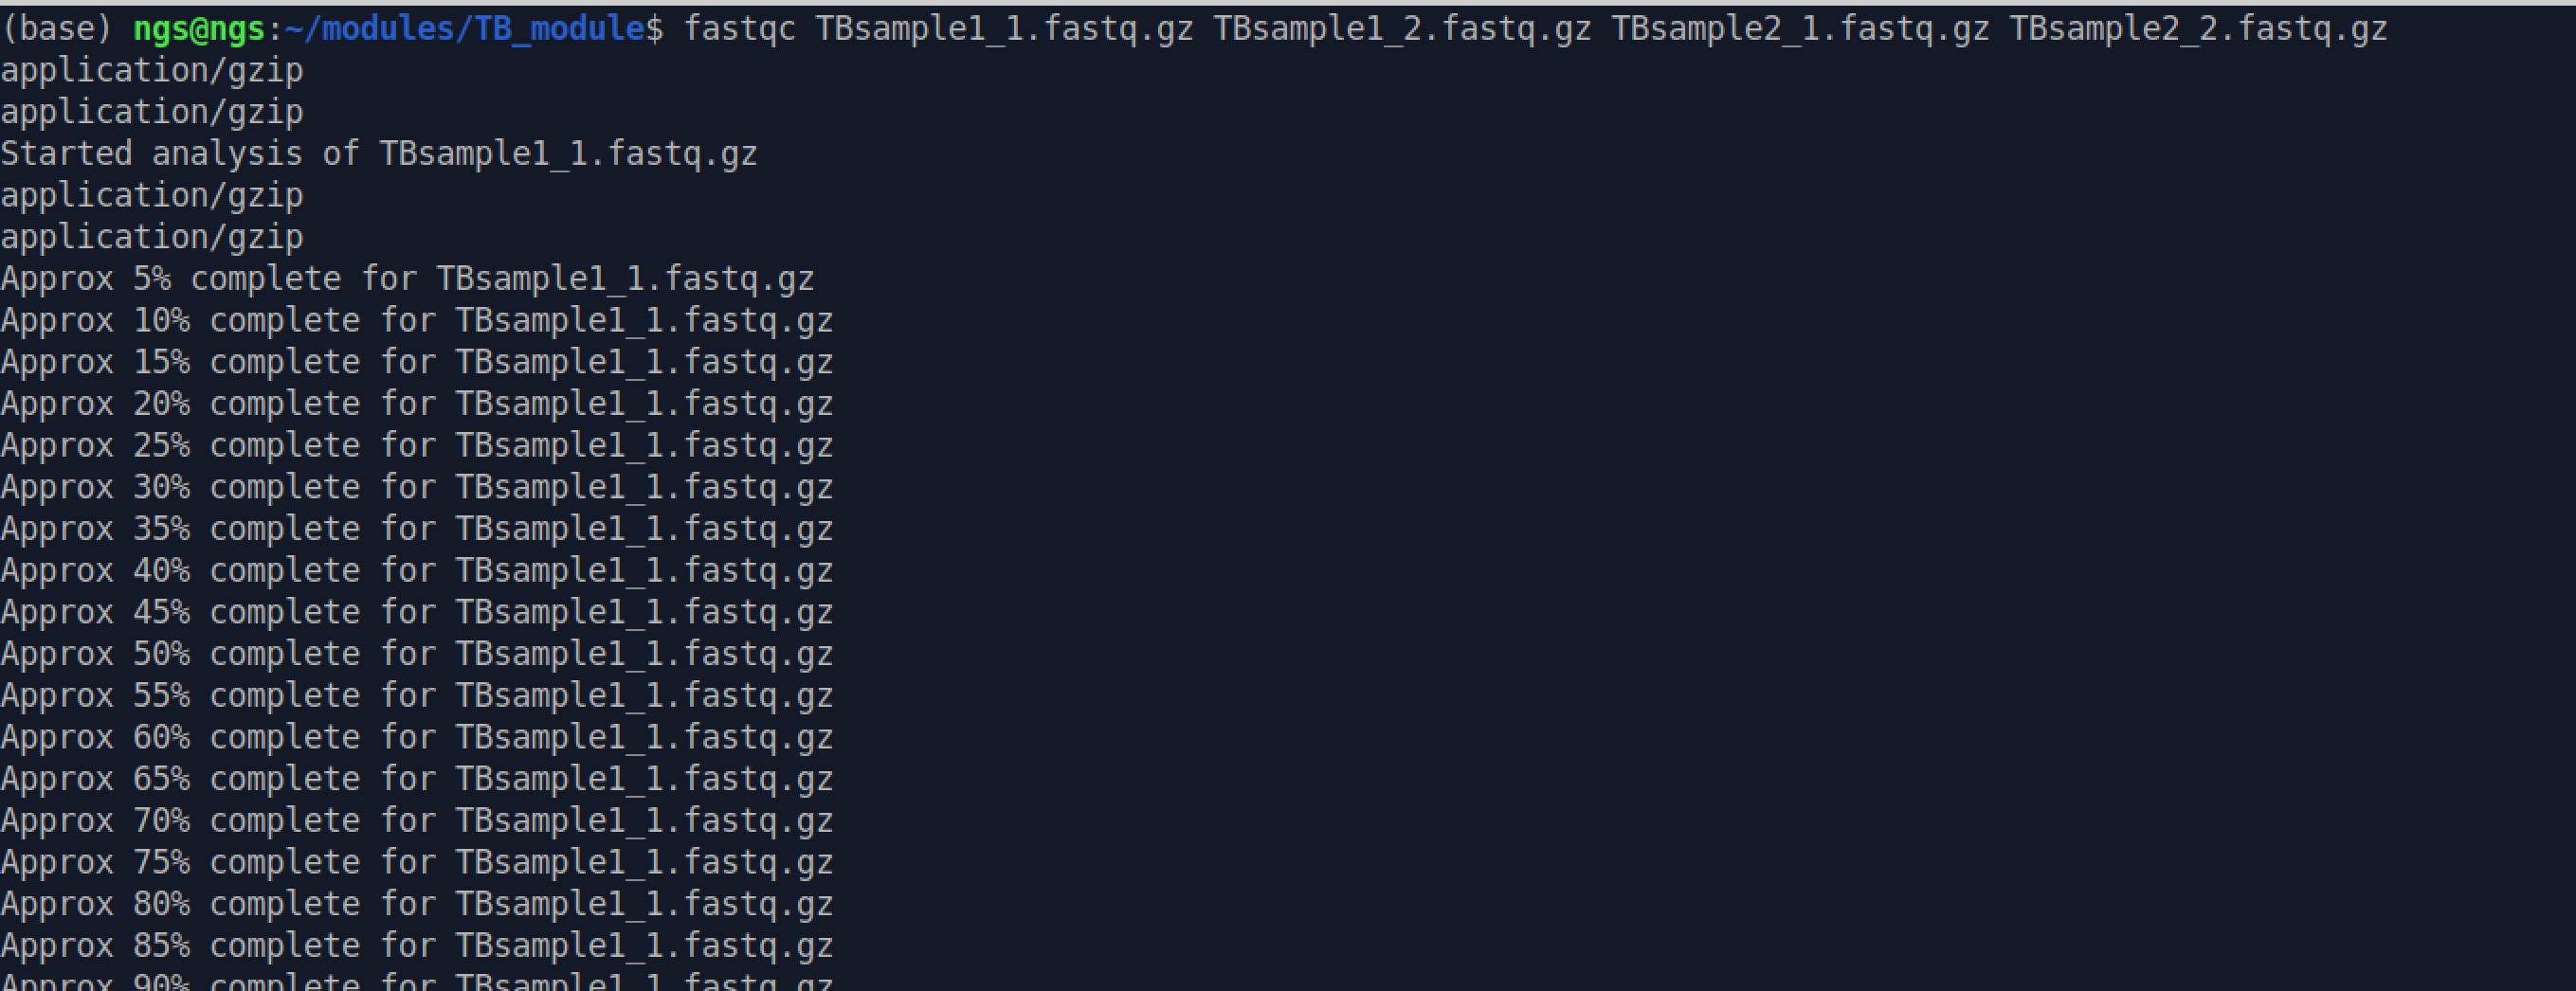 (base) ngs@ngs:~/modules/TB_module$ fastqc TBsample1_1.fastq.gz TBsample1_2.fastq.gz TBsample2_1.fastq.gz TBsample2_2.fastq.gz
application/gzip
application/gzip
Started analysis of TBsample1_1.fastq.gz
application/gzip
application/gzip
Approx 5% complete for TBsample1_1.fastq.gz
Approx 10% complete for TBsample1_1.fastq.gz
Approx 15% complete for TBsample1_1.fastq.gz
Approx 20% complete for TBsample1_1.fastq.gz
Approx 25% complete for TBsample1_1.fastq.gz
Approx 30% complete for TBsample1_1.fastq.gz
Approx 35% complete for TBsample1_1.fastq.gz
Approx 40% complete for TBsample1_1.fastq.gz
Approx 45% complete for TBsample1_1.fastq.gz
Approx 50% complete for TBsample1_1.fastq.gz
Approx 55% complete for TBsample1_1.fastq.gz
Approx 60% complete for TBsample1_1.fastq.gz
Approx 65% complete for TBsample1_1.fastq.gz
Approx 70% complete for TBsample1_1.fastq.gz
Approx 75% complete for TBsample1_1.fastq.gz
Approx 80% complete for TBsample1_1.fastq.gz
Approx 85% complete for TBsample1_1.fastq.gz
Approx 90% complete for TBsample1_1.fastq.gz